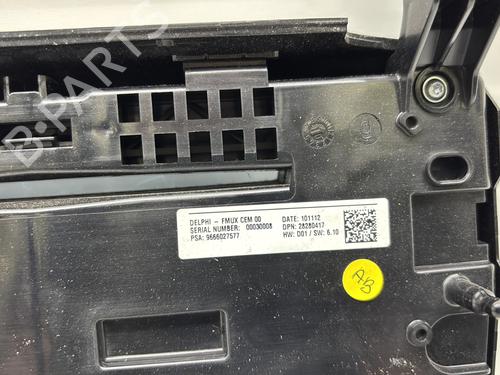 B-PARTS
DELPHI - FMUX CEM 00
SERIAL NUMBER: 00030008
PSA: 9666027577
DATE: 101112
DPN: 28280417
HW: D01 / SW: 6.10
AB